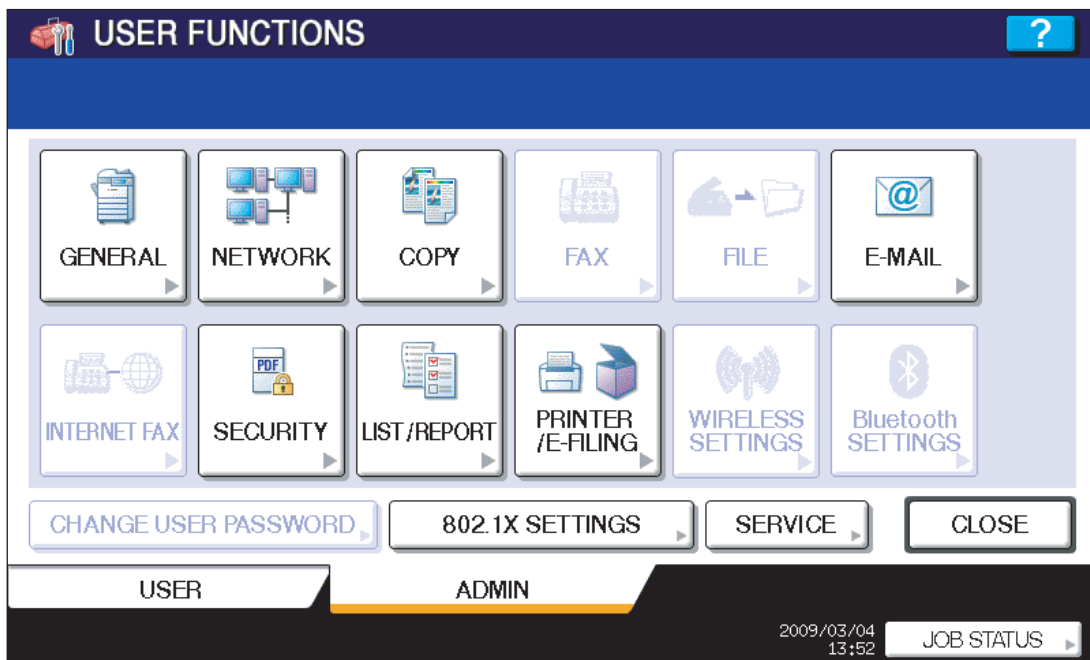 USER FUNCTIONS
?
GENERAL
NETWORK
COPY
FAX
FILE
E-MAIL
@
INTERNET FAX
SECURITY
PDF
LIST/REPORT
PRINTER
/E-FILING
WIRELESS
SETTINGS
Bluetooth
SETTINGS
CHANGE USER PASSWORD
802.1X SETTINGS
SERVICE
CLOSE
USER
ADMIN
2009/03/04
13:52
JOB STATUS